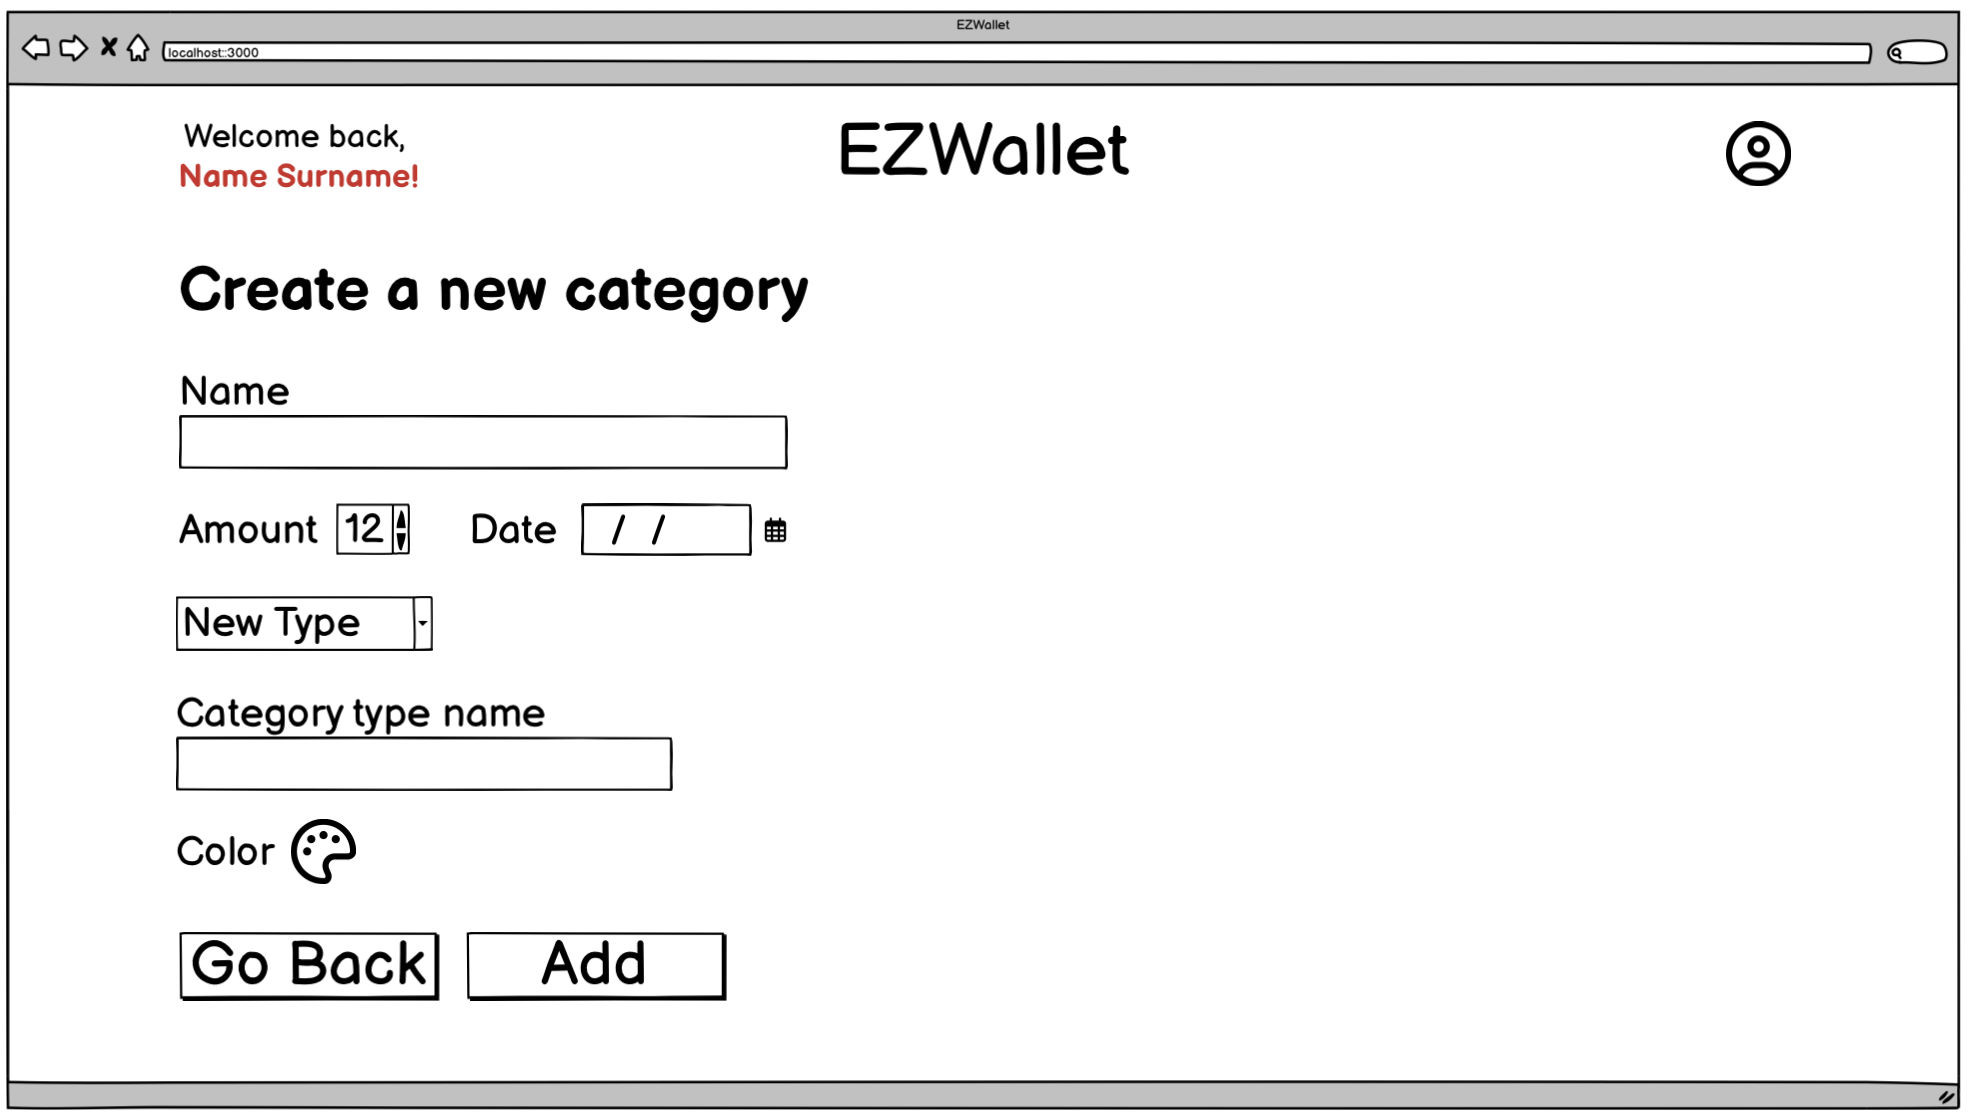 EZWallet
localhost::3000
Welcome back,
Name Surname!
EZWallet
Create a new category
Name
Amount 12 Date / /
New Type
Category type name
Color
Go Back Add